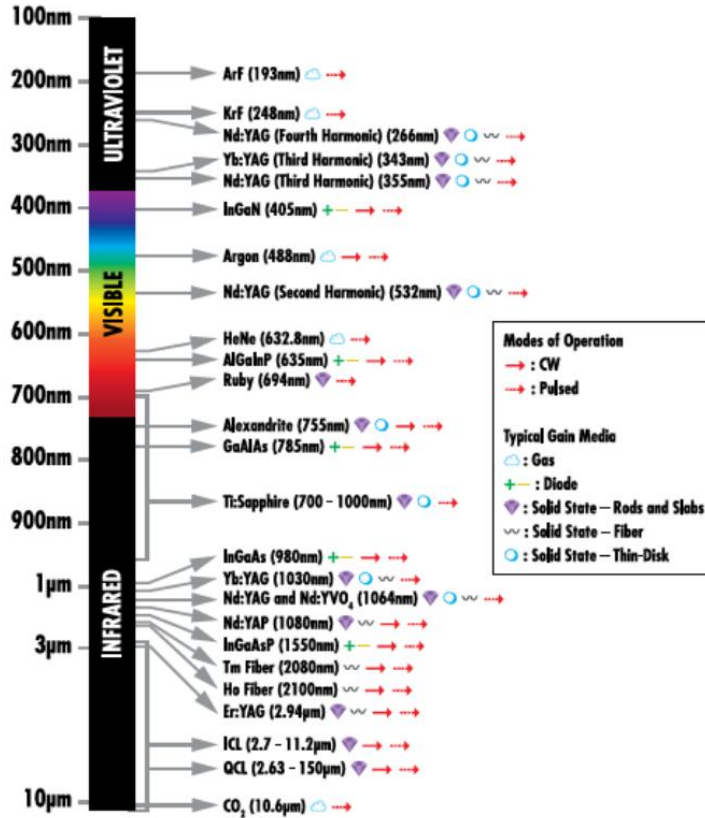 100nm
200nm
300nm
400nm
500nm
600nm
700nm
800nm
900nm
1µm
3µm
10µm
ULTRAVIOLET
VISIBLE
INFRARED
ArF (193nm)
KrF (248nm)
Nd:YAG (Fourth Harmonic) (266nm)
Yb:YAG (Third Harmonic) (343nm)
Nd:YAG (Third Harmonic) (355nm)
InGaN (405nm)
Argon (488nm)
Nd:YAG (Second Harmonic) (532nm)
HeNe (632.8nm)
AlGaInP (635nm)
Ruby (694nm)
Alexandrite (755nm)
GaAlAs (785nm)
Ti:Sapphire (700 – 1000nm)
InGaAs (980nm)
Yb:YAG (1030nm)
Nd:YAG and Nd:YVO₄ (1064nm)
Nd:YAP (1080nm)
InGaAsP (1550nm)
Tm Fiber (2080nm)
Ho Fiber (2100nm)
Er:YAG (2.94µm)
ICL (2.7 – 11.2µm)
QCL (2.63 – 150µm)
CO₂ (10.6µm)
Modes of Operation
: CW
: Pulsed
Typical Gain Media
: Gas
: Diode
: Solid State – Rods and Slabs
: Solid State – Fiber
: Solid State – Thin-Disk